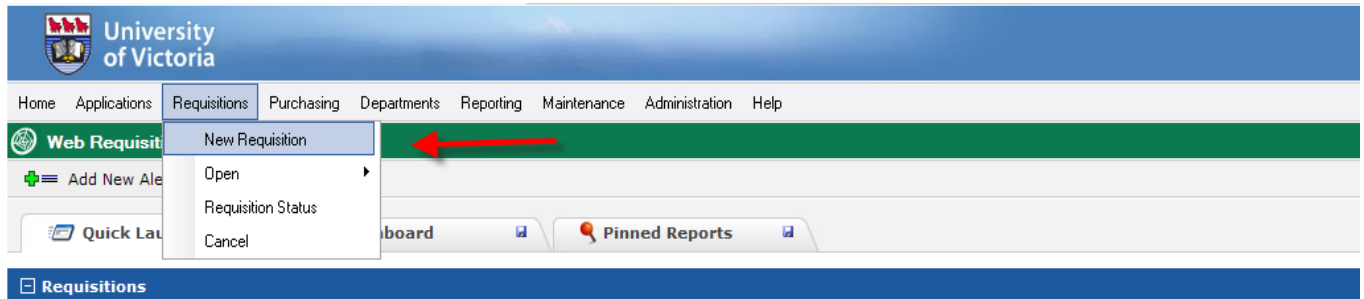 University
of Victoria
Home Applications Requisitions Purchasing Departments Reporting Maintenance Administration Help
Web Requisiti
New Requisition
Add New Ale
Open
Requisition Status
Quick Lau
board
Pinned Reports
Cancel
Requisitions